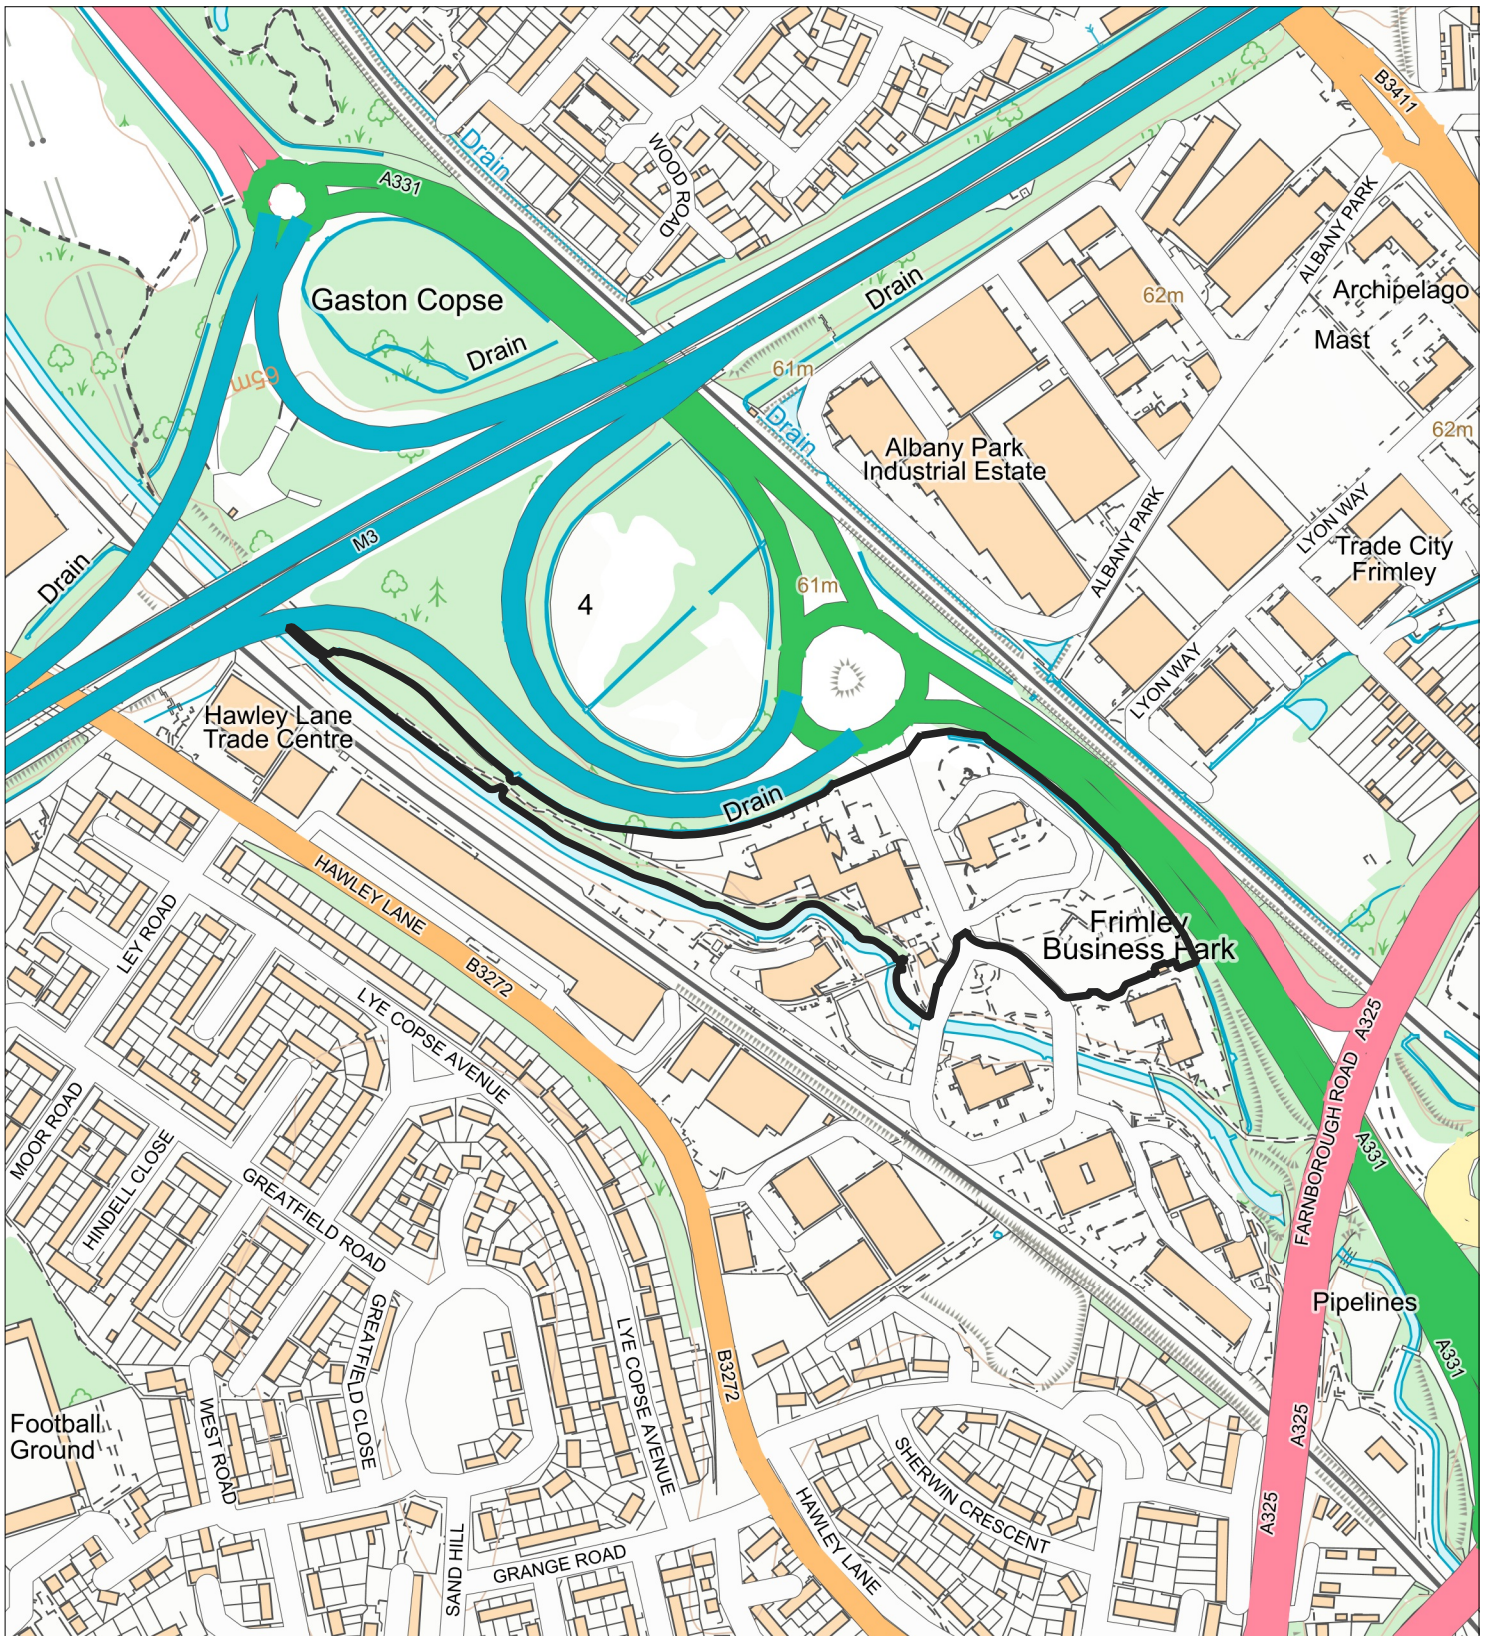 B3411
Drain
WOOD ROAD
A331
ALBANY PARK
Archipelago
Gaston Copse
Drain
62m
Mast
Drain
61m
65m
Drain
62m
Albany Park
Industrial Estate
M3
ALBANY PARK
LYON WAY
Trade City
Frimley
Drain
61m
4
LYON WAY
Hawley Lane
Trade Centre
Drain
HAWLEY LANE
LEY ROAD
Frimley
Business Park
B3272
LYE COPSE AVENUE
A325
MOOR ROAD
HINDELL CLOSE
GREATFIELD ROAD
FARNBOROUGH ROAD
A331
Pipelines
GREATFIELD CLOSE
LYE COPSE AVENUE
B3272
A331
Football
Ground
WEST ROAD
A325
SHERWIN CRESCENT
HAWLEY LANE
A325
SAND HILL
GRANGE ROAD